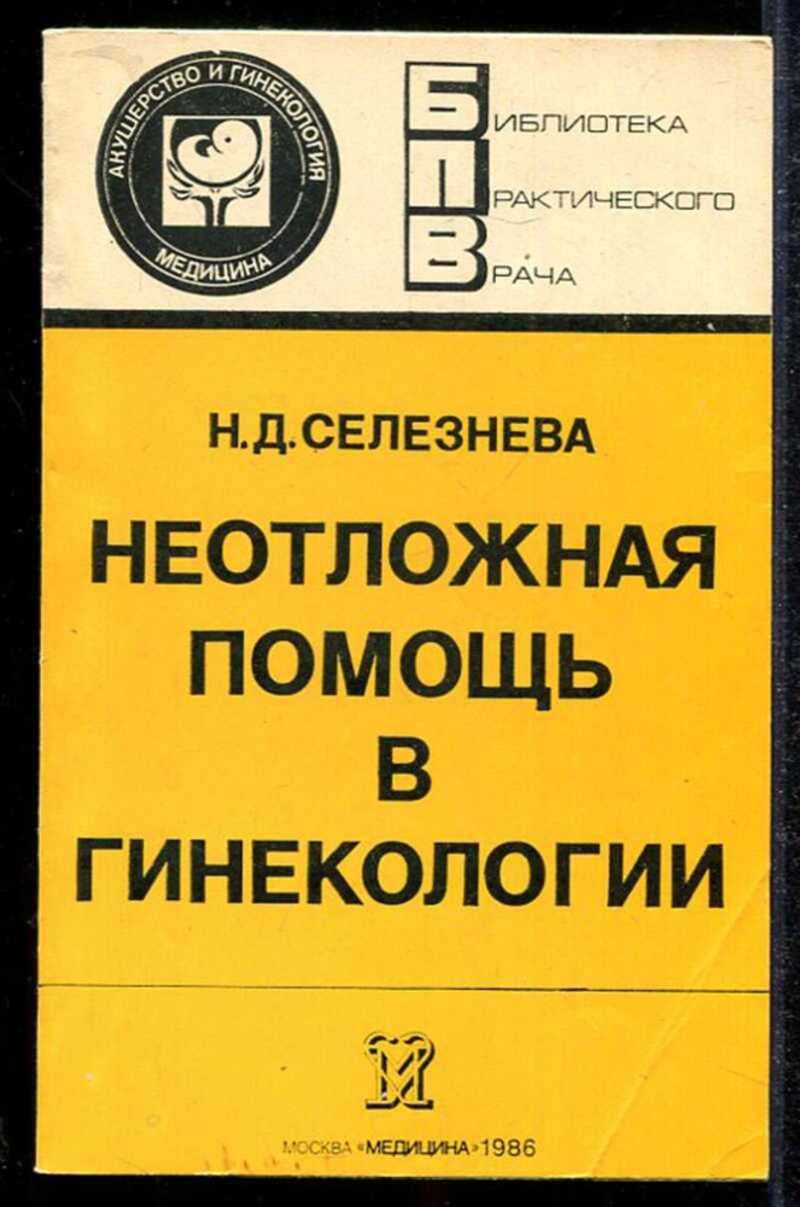 АКУШЕРСТВО И ГИНЕКОЛОГИЯ
МЕДИЦИНА
БИБЛИОТЕКА
ПРАКТИЧЕСКОГО
ВРАЧА
Н.Д.СЕЛЕЗНЕВА
НЕОТЛОЖНАЯ
ПОМОЩЬ
В
ГИНЕКОЛОГИИ
М
МОСКВА «МЕДИЦИНА» 1986